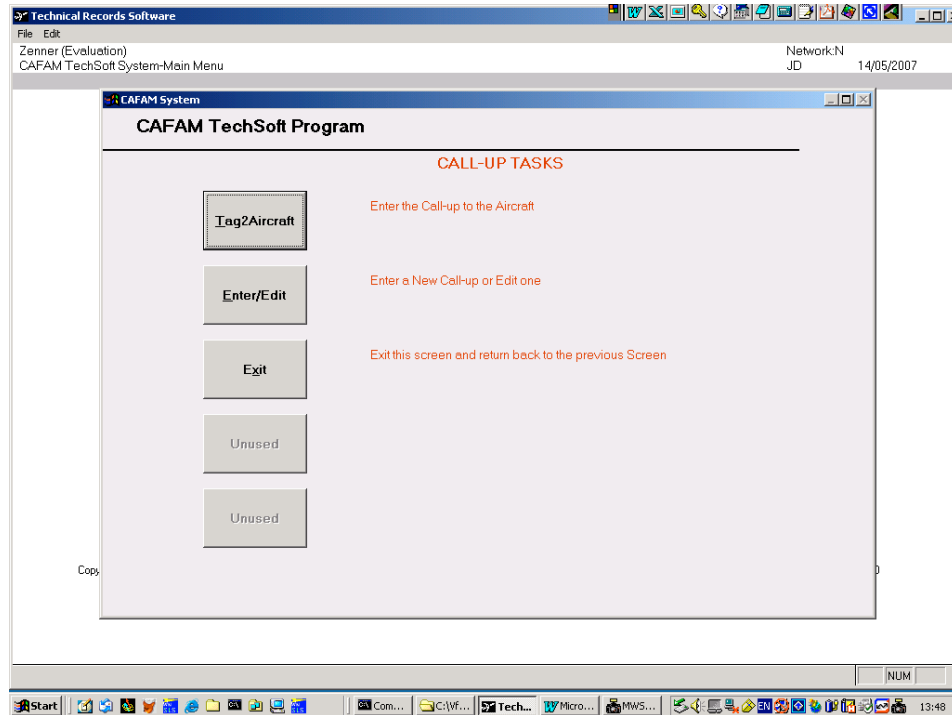 Technical Records Software
File Edit
Zenner (Evaluation) Network:N
CAFAM TechSoft System-Main Menu JD 14/05/2007
CAFAM System
CAFAM TechSoft Program
CALL-UP TASKS
Tag2Aircraft Enter the Call-up to the Aircraft
Enter/Edit Enter a New Call-up or Edit one
Exit Exit this screen and return back to the previous Screen
Unused
Unused
Copy
NUM
Start Com... C:\Vf... Tech... Micro... MWS... EN 13:48